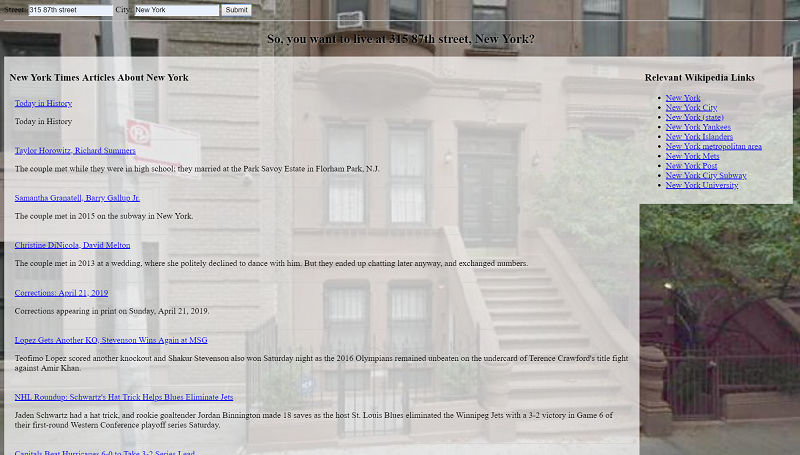 Street: 315 87th street City: New York Submit
So, you want to live at 315 87th street, New York?
New York Times Articles About New York
Today in History
Today in History
Taylor Horowitz, Richard Summers
The couple met while they were in high school; they married at the Park Savoy Estate in Florham Park, N.J.
Samantha Granatell, Barry Gallup Jr.
The couple met in 2015 on the subway in New York.
Christine DiNicola, David Melton
The couple met in 2013 at a wedding, where she politely declined to dance with him. But they ended up chatting later anyway, and exchanged numbers.
Corrections: April 21, 2019
Corrections appearing in print on Sunday, April 21, 2019.
Lopez Gets Another KO, Stevenson Wins Again at MSG
Teofimo Lopez scored another knockout and Shakur Stevenson also won Saturday night as the 2016 Olympians remained unbeaten on the undercard of Terence Crawford's title fight
against Amir Khan.
NHL Roundup: Schwartz's Hat Trick Helps Blues Eliminate Jets
Jaden Schwartz had a hat trick, and rookie goaltender Jordan Binnington made 18 saves as the host St. Louis Blues eliminated the Winnipeg Jets with a 3-2 victory in Game 6 of
their first-round Western Conference playoff series Saturday.
Capitals Beat Hurricanes 6-0 to Take 3-2 Series Lead
Relevant Wikipedia Links
New York
New York City
New York (state)
New York Yankees
New York Islanders
New York metropolitan area
New York Mets
New York Post
New York City Subway
New York University